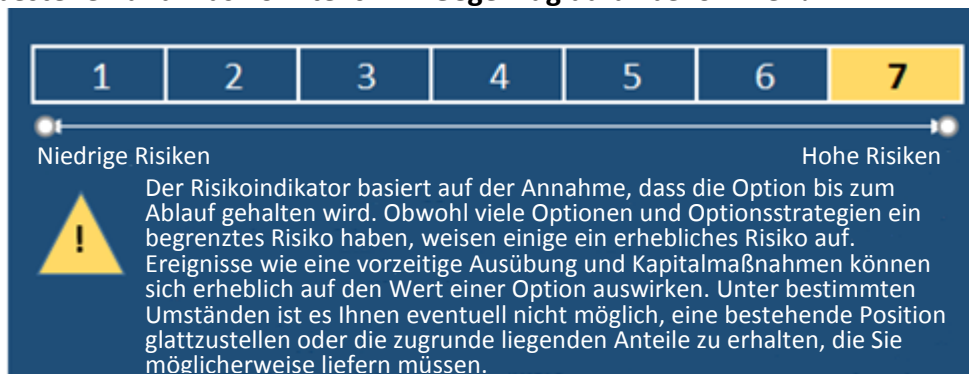 1 2 3 4 5 6 7
Niedrige Risiken Hohe Risiken
Der Risikoindikator basiert auf der Annahme, dass die Option bis zum
Ablauf gehalten wird. Obwohl viele Optionen und Optionsstrategien ein
! begrenztes Risiko haben, weisen einige ein erhebliches Risiko auf.
Ereignisse wie eine vorzeitige Ausübung und Kapitalmaßnahmen können
sich erheblich auf den Wert einer Option auswirken. Unter bestimmten
Umständen ist es Ihnen eventuell nicht möglich, eine bestehende Position
glattzustellen oder die zugrunde liegenden Anteile zu erhalten, die Sie
möglicherweise liefern müssen.